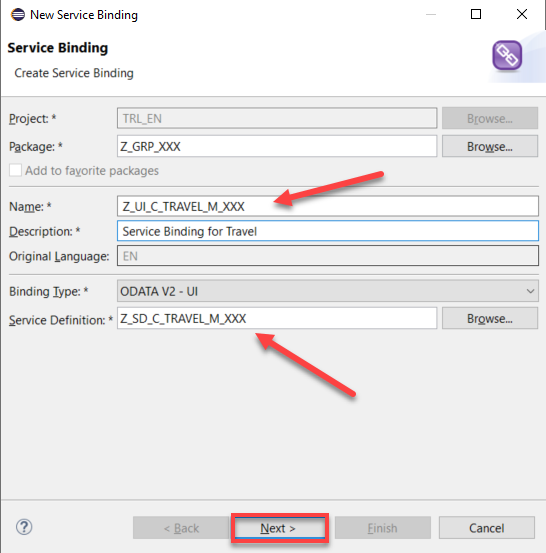 New Service Binding
Service Binding
Create Service Binding
Project: * TRL_EN Browse...
Package: * Z_GRP_XXX Browse...
Add to favorite packages
Name: * Z_UI_C_TRAVEL_M_XXX
Description: * Service Binding for Travel
Original Language: EN
Binding Type: * ODATA V2 - UI
Service Definition: * Z_SD_C_TRAVEL_M_XXX Browse...
? < Back Next > Finish Cancel